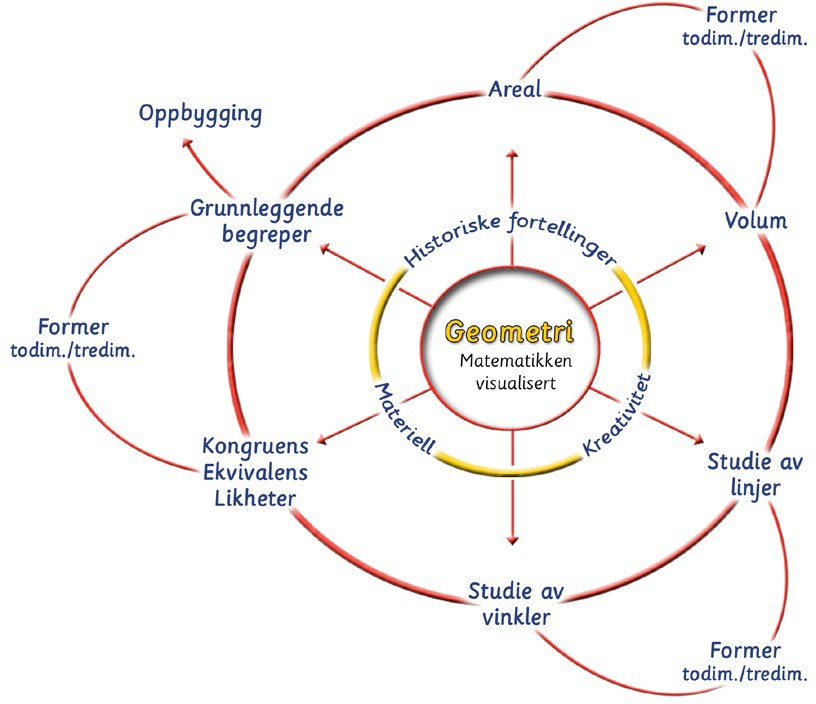 Former
todim./tredim.
Areal
Oppbygging
Grunnleggende
begreper
Volum
Historiske fortellinger
Geometri
Matematikken
visualisert
Former
todim./tredim.
Materiell
Kreativitet
Kongruens
Ekvivalens
Likheter
Studie av
linjer
Studie av
vinkler
Former
todim./tredim.